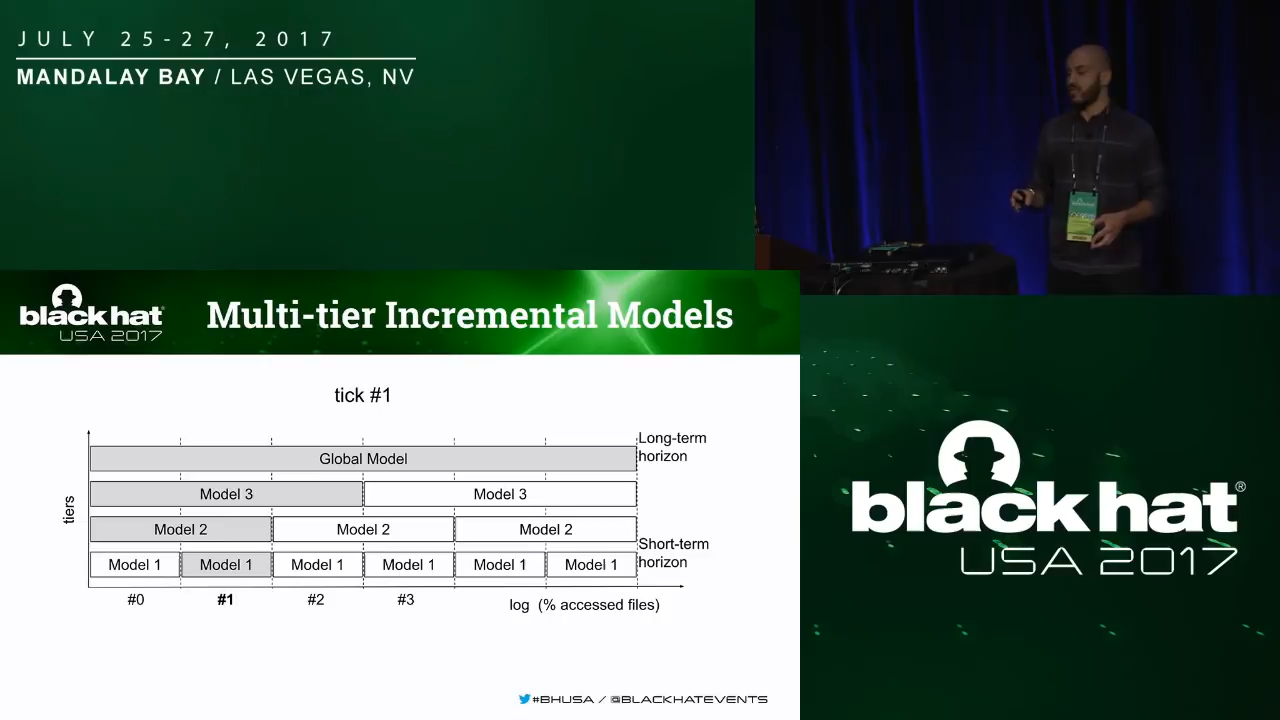 JULY 25-27, 2017
MANDALAY BAY / LAS VEGAS, NV
black hat
USA 2017
Multi-tier Incremental Models
tick #1
tiers
Global Model
Long-term
horizon
Model 3 Model 3
Model 2 Model 2 Model 2
Short-term
horizon
Model 1 Model 1 Model 1 Model 1 Model 1 Model 1
#0 #1 #2 #3
log (% accessed files)
#BHUSA / @BLACKHATEVENTS
black hat®
USA 2017